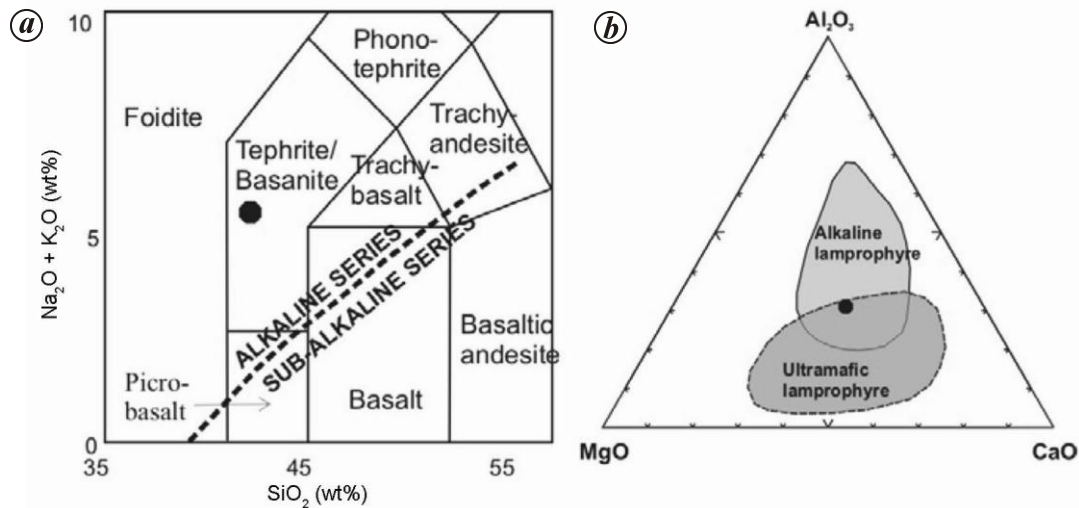 a
10
Phono-
tephrite
Foidite
Trachy-
andesite
Tephrite/
Basanite
Trachy-
basalt
Na₂O + K₂O (wt%)
5
ALKALINE SERIES
SUB-ALKALINE SERIES
Basaltic
andesite
Picro-
basalt
Basalt
0
35
45
55
SiO₂ (wt%)
b
Al₂O₃
Alkaline
lamprophyre
Ultramafic
lamprophyre
MgO
CaO